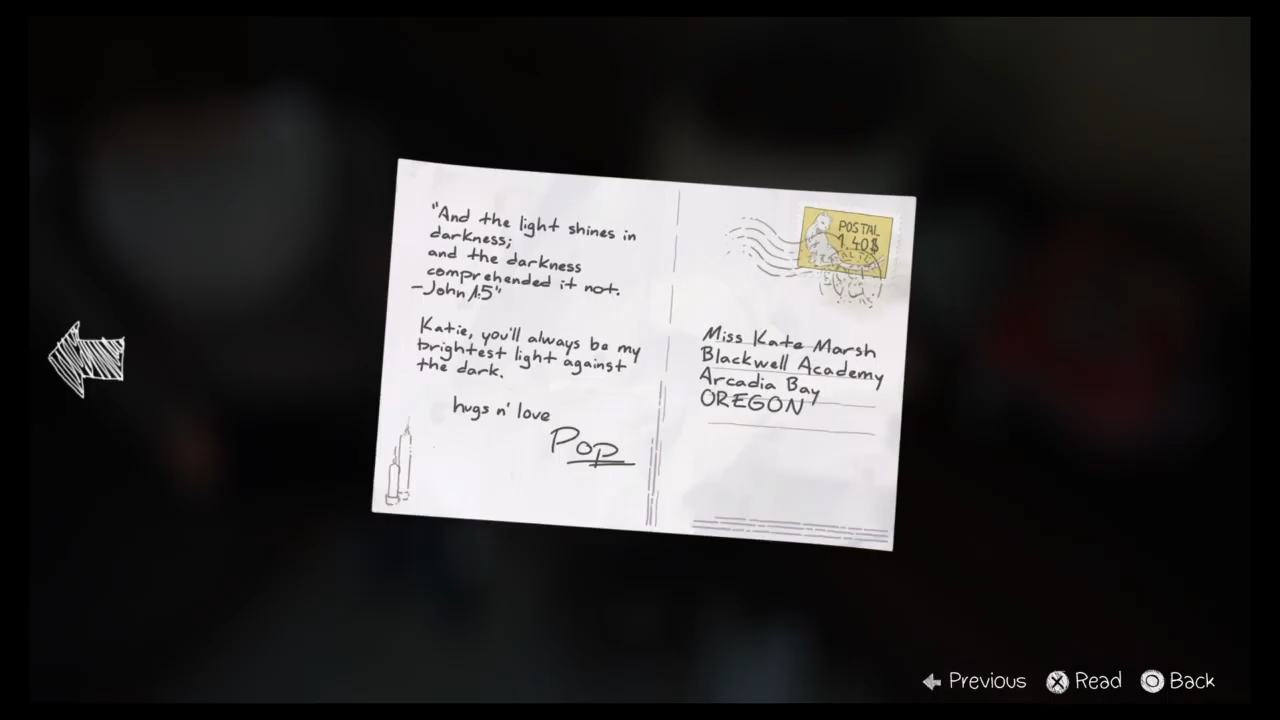 "And the light shines in
darkness;
and the darkness
comprehended it not.
-John 1:5"
Katie, you'll always be my
brightest light against
the dark.
hugs n' love
Pop
POSTAL
1.40$
Miss Kate Marsh
Blackwell Academy
Arcadia Bay
OREGON
Previous
Read
Back